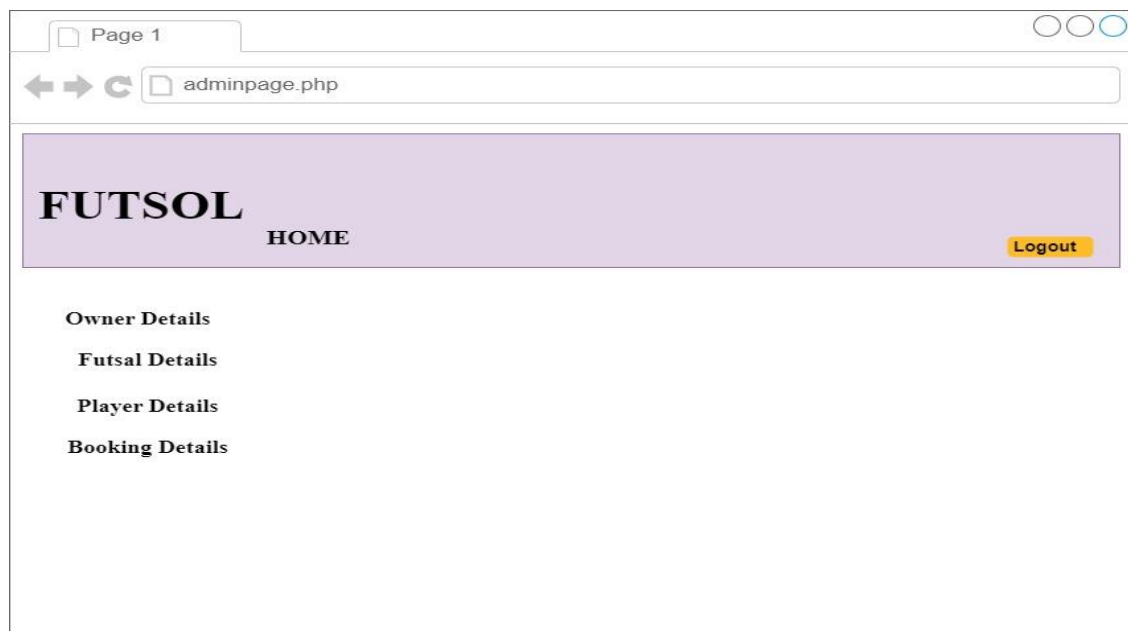 Page 1
adminpage.php
FUTSOL
HOME
Logout
Owner Details
Futsal Details
Player Details
Booking Details